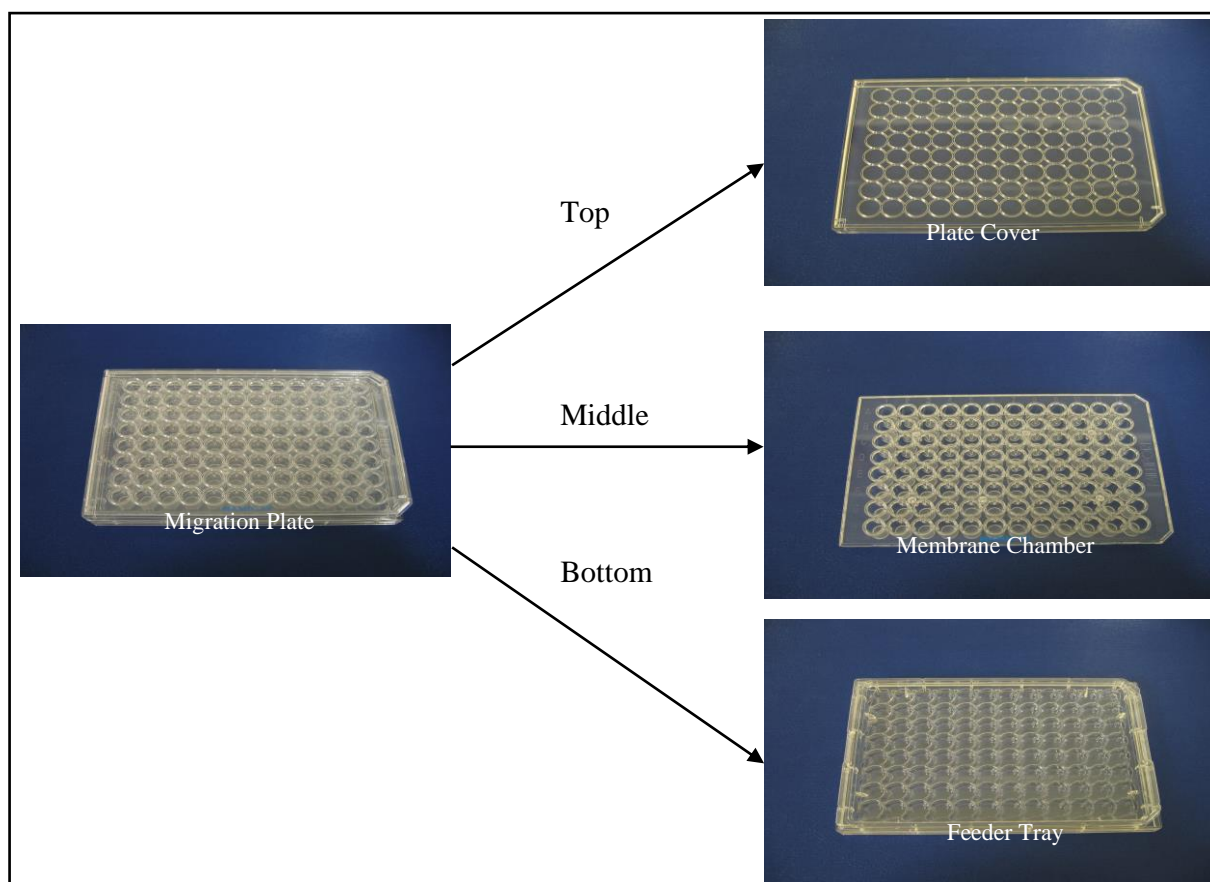 Top
Plate Cover
Migration Plate
Middle
Membrane Chamber
Bottom
Feeder Tray